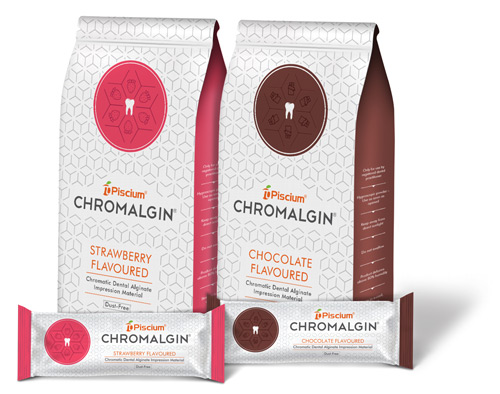 Piscium®
CHROMALGIN®
STRAWBERRY
FLAVOURED
Chromatic Dental Alginate
Impression Material
Dust-Free
Piscium®
CHROMALGIN®
CHOCOLATE
FLAVOURED
Chromatic Dental Alginate
Impression Material
Piscium®
CHROMALGIN®
STRAWBERRY FLAVOURED
Chromatic Dental Alginate Impression Material
Dust-Free
Piscium®
CHROMALGIN®
CHOCOLATE FLAVOURED
Chromatic Dental Alginate Impression Material
Dust-Free